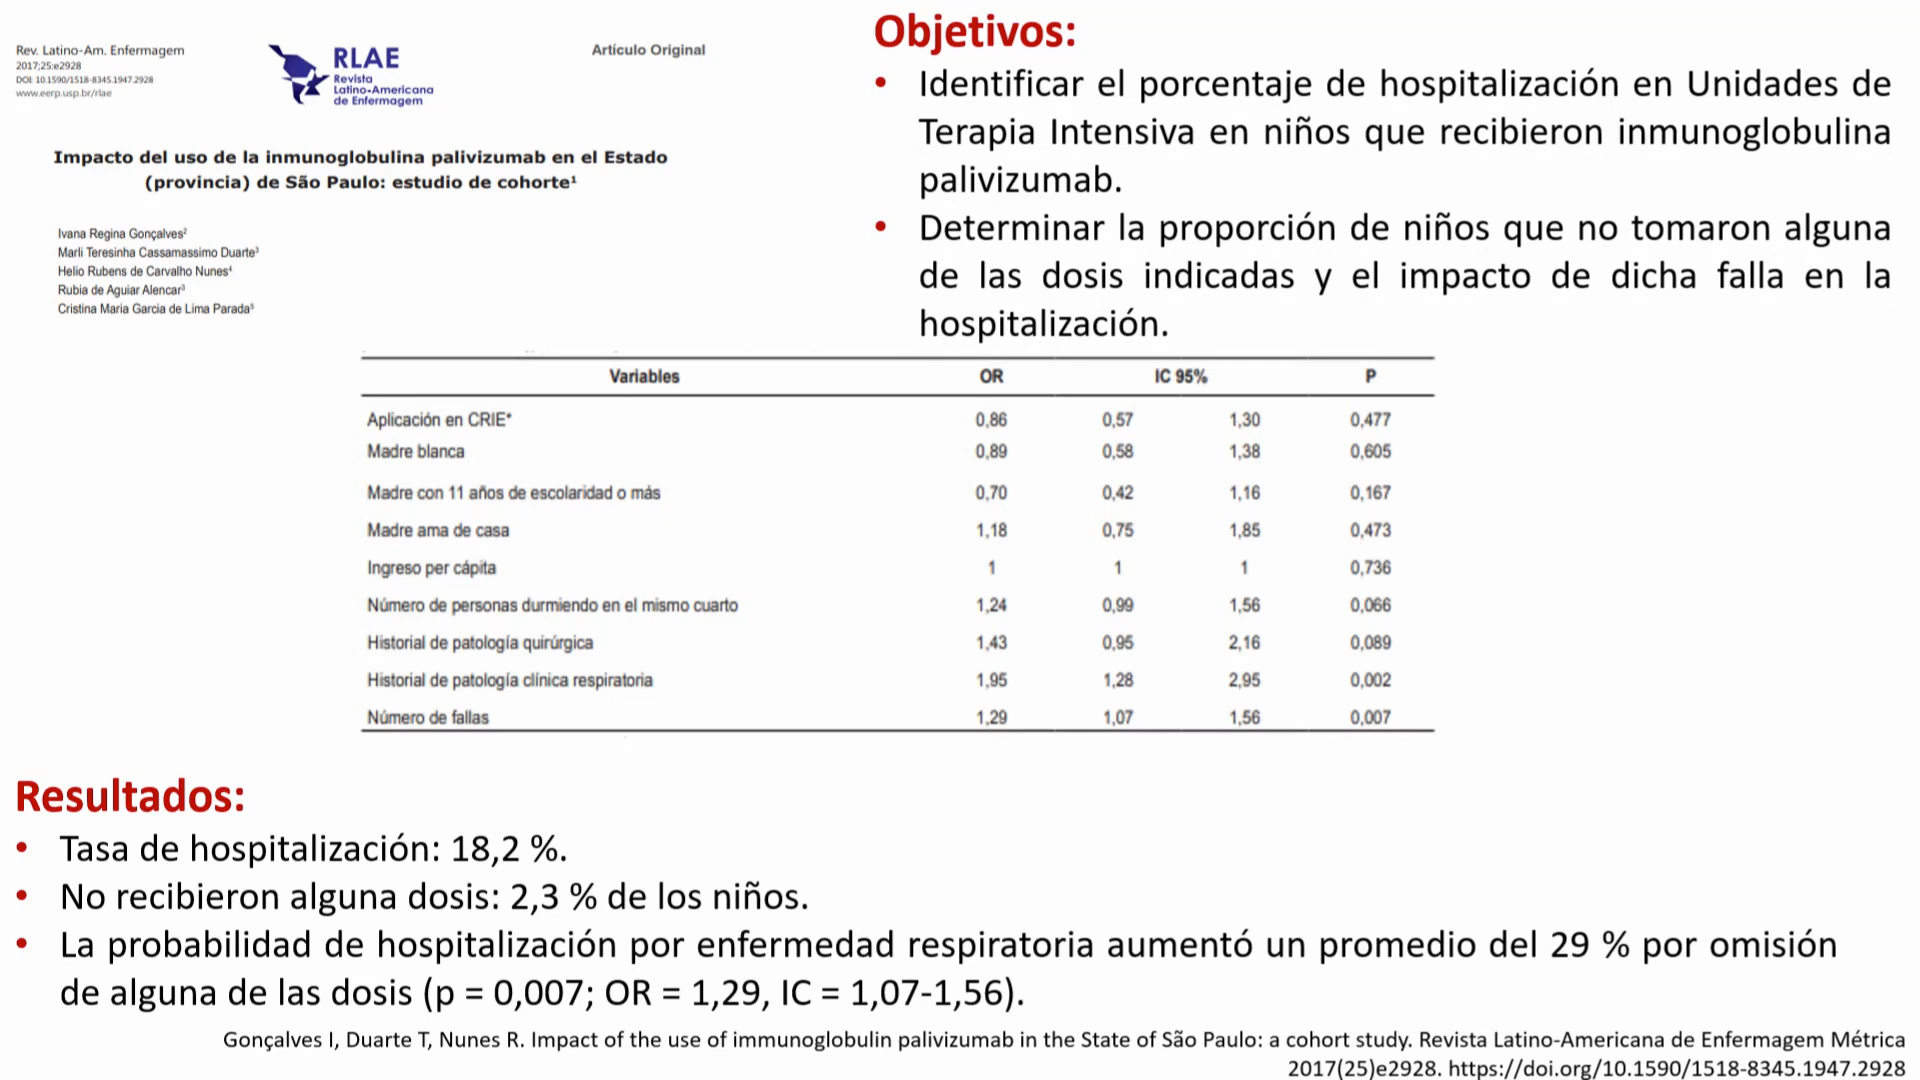 Rev. Latino-Am. Enfermagem
2017;25:e2928
DOI: 10.1590/1518-8345.1947.2928
www.eerp.usp.br/rlae
RLAE
Revista
Latino-Americana
de Enfermagem
Artículo Original
Impacto del uso de la inmunoglobulina palivizumab en el Estado
(provincia) de São Paulo: estudio de cohorte¹
Ivana Regina Gonçalves²
Marli Teresinha Cassamassimo Duarte³
Helio Rubens de Carvalho Nunes⁴
Rubia de Aguiar Alencar³
Cristina Maria Garcia de Lima Parada⁵
Objetivos:
• Identificar el porcentaje de hospitalización en Unidades de
Terapia Intensiva en niños que recibieron inmunoglobulina
palivizumab.
• Determinar la proporción de niños que no tomaron alguna
de las dosis indicadas y el impacto de dicha falla en la
hospitalización.
Variables OR IC 95% P
Aplicación en CRIE* 0,86 0,57 1,30 0,477
Madre blanca 0,89 0,58 1,38 0,605
Madre con 11 años de escolaridad o más 0,70 0,42 1,16 0,167
Madre ama de casa 1,18 0,75 1,85 0,473
Ingreso per cápita 1 1 1 0,736
Número de personas durmiendo en el mismo cuarto 1,24 0,99 1,56 0,066
Historial de patología quirúrgica 1,43 0,95 2,16 0,089
Historial de patología clínica respiratoria 1,95 1,28 2,95 0,002
Número de fallas 1,29 1,07 1,56 0,007
Resultados:
• Tasa de hospitalización: 18,2 %.
• No recibieron alguna dosis: 2,3 % de los niños.
• La probabilidad de hospitalización por enfermedad respiratoria aumentó un promedio del 29 % por omisión
de alguna de las dosis (p = 0,007; OR = 1,29, IC = 1,07-1,56).
Gonçalves I, Duarte T, Nunes R. Impact of the use of immunoglobulin palivizumab in the State of São Paulo: a cohort study. Revista Latino-Americana de Enfermagem Métrica
2017(25)e2928. https://doi.org/10.1590/1518-8345.1947.2928